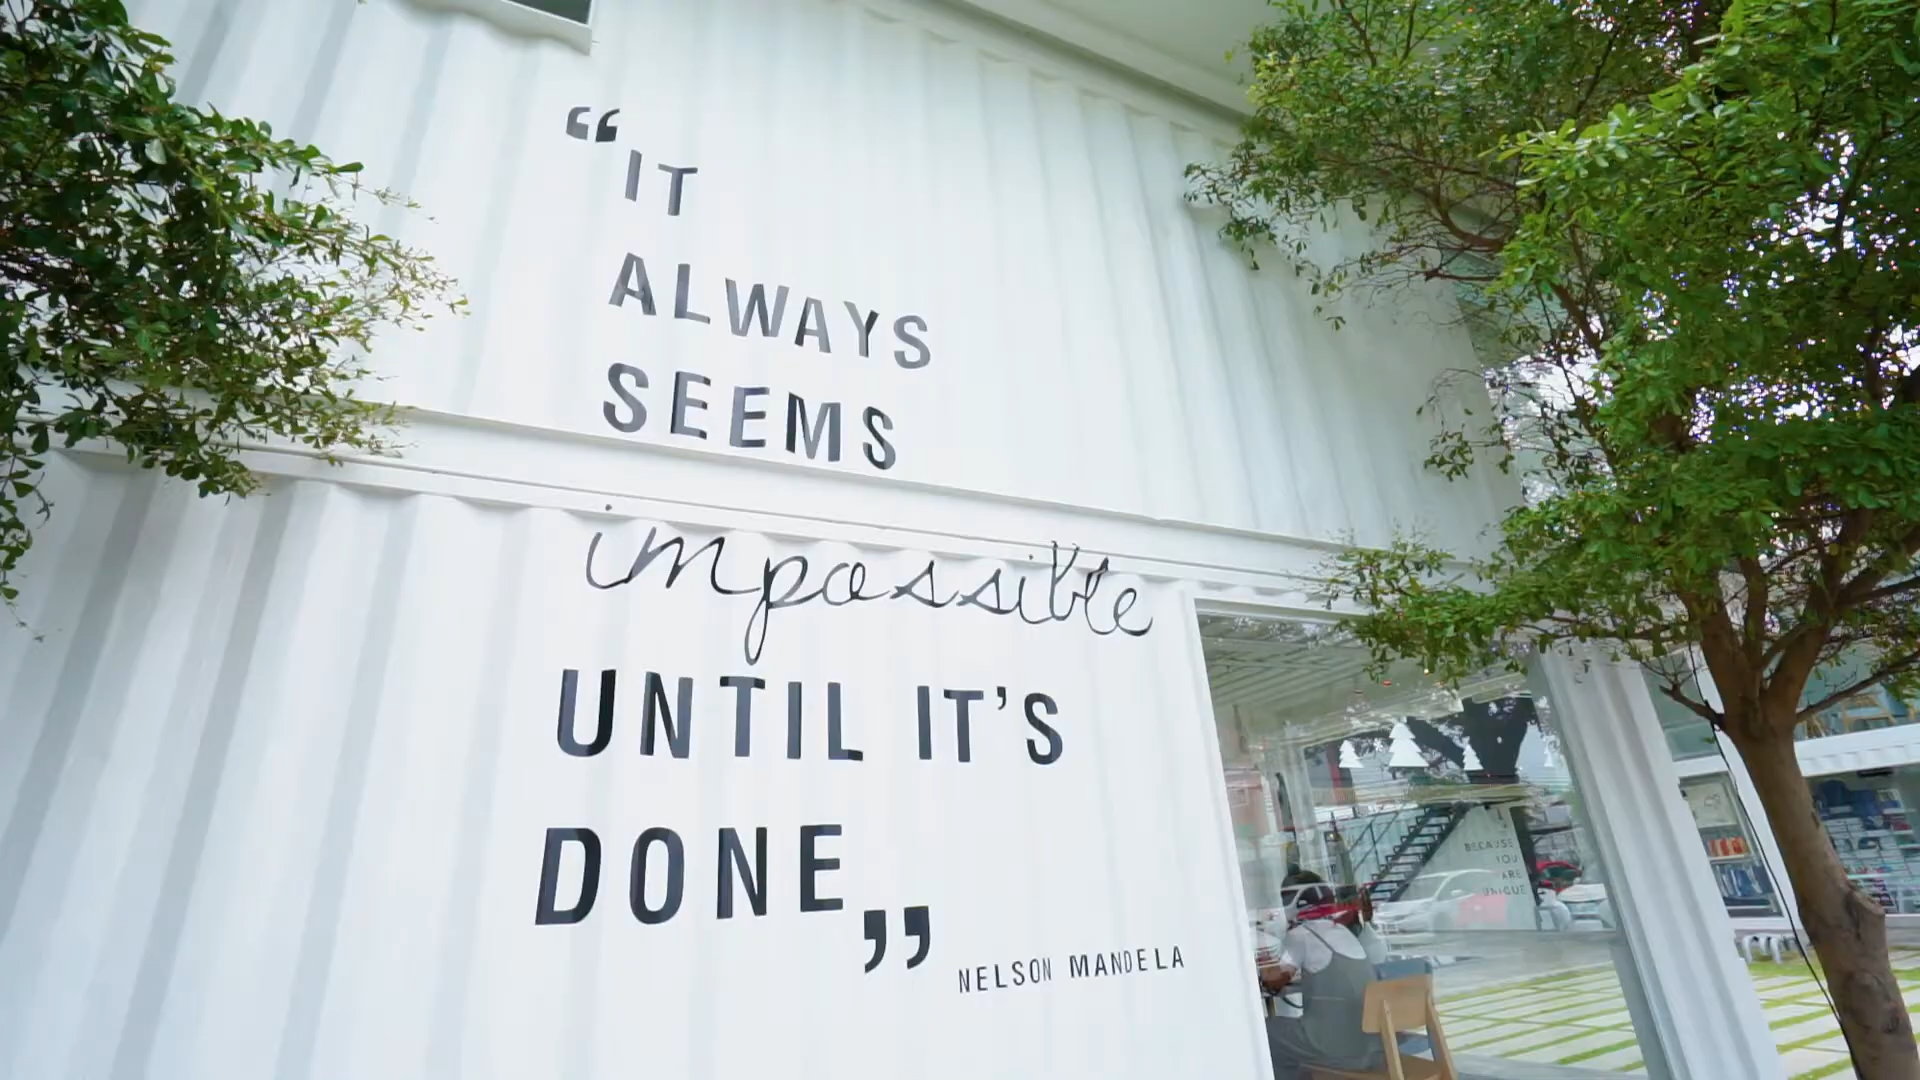 “IT
ALWAYS
SEEMS
impossible
UNTIL IT’S
DONE”
NELSON MANDELA
BECAUSE
YOU
ARE
UNIQUE